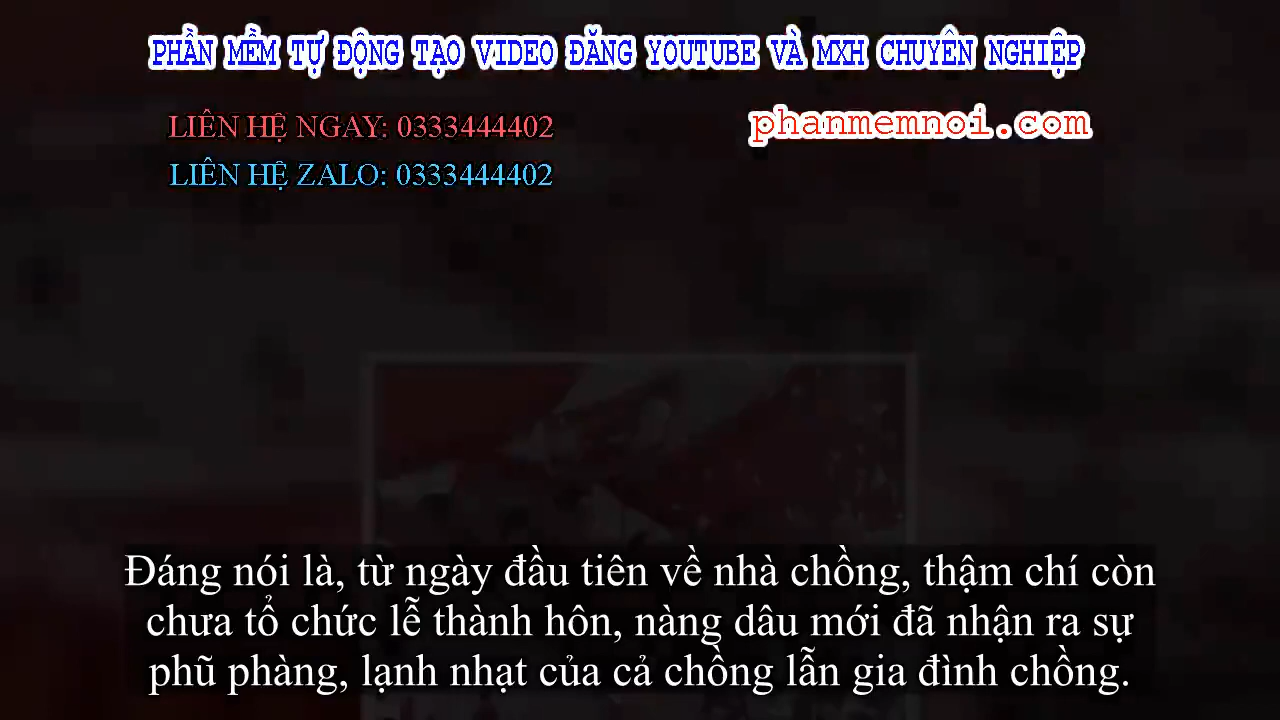 PHẦN MỀM TỰ ĐỘNG TẠO VIDEO ĐĂNG YOUTUBE VÀ MXH CHUYÊN NGHIỆP
LIÊN HỆ NGAY: 0333444402
phanmemnoi.com
LIÊN HỆ ZALO: 0333444402
Đáng nói là, từ ngày đầu tiên về nhà chồng, thậm chí còn
chưa tổ chức lễ thành hôn, nàng dâu mới đã nhận ra sự
phũ phàng, lạnh nhạt của cả chồng lẫn gia đình chồng.